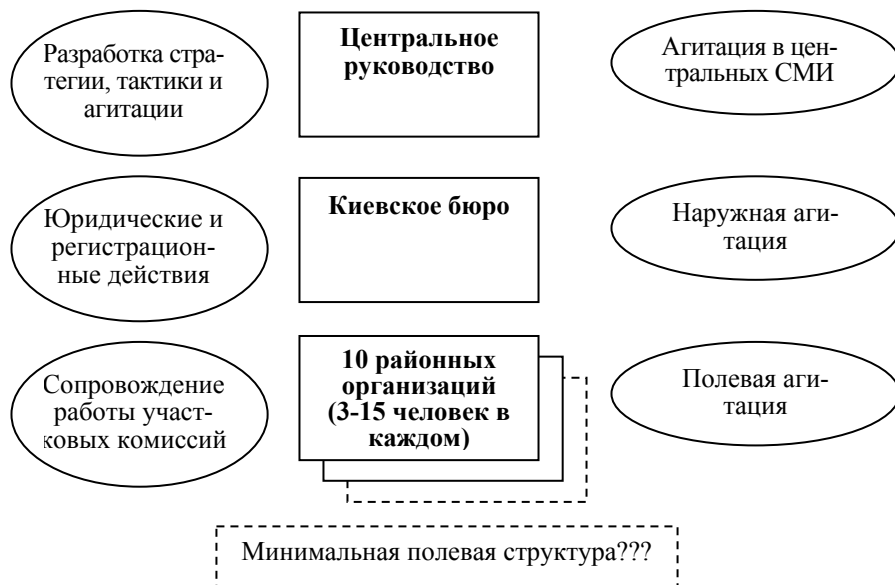 Разработка стра-
тегии, тактики и
агитации
Центральное
руководство
Агитация в цен-
тральных СМИ
Юридические и
регистрацион-
ные действия
Киевское бюро
Наружная аги-
тация
Сопровождение
работы участ-
ковых комиссий
10 районных
организаций
(3-15 человек в
каждом)
Полевая аги-
тация
Минимальная полевая структура???